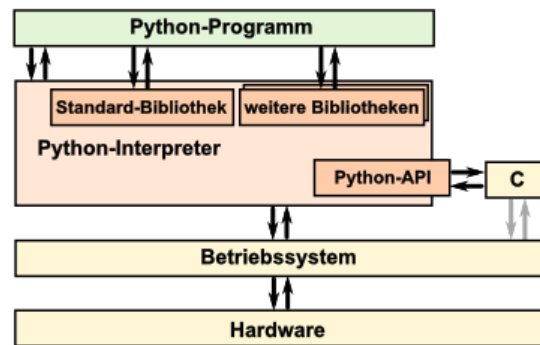 Python-Programm
Standard-Bibliothek
weitere Bibliotheken
Python-Interpreter
Python-API
C
Betriebssystem
Hardware